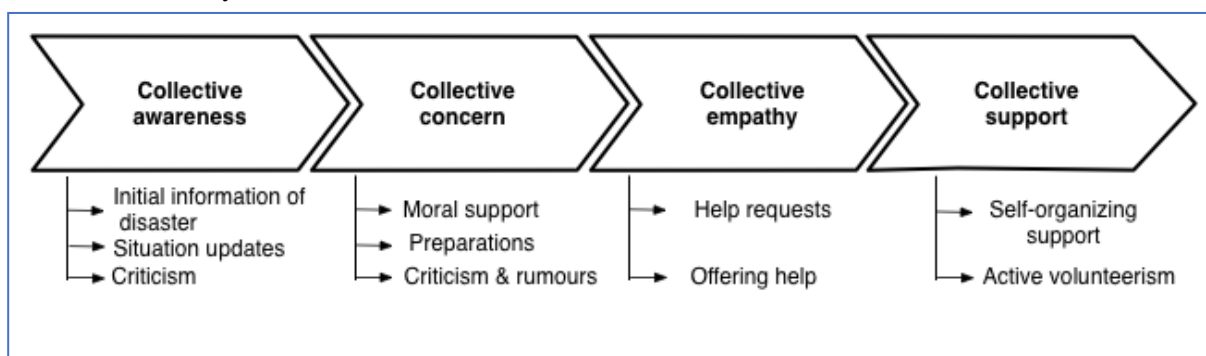 Collective
awareness
Collective
concern
Collective
empathy
Collective
support
Initial information of
disaster
Situation updates
Criticism
Moral support
Preparations
Criticism & rumours
Help requests
Offering help
Self-organizing
support
Active volunteerism